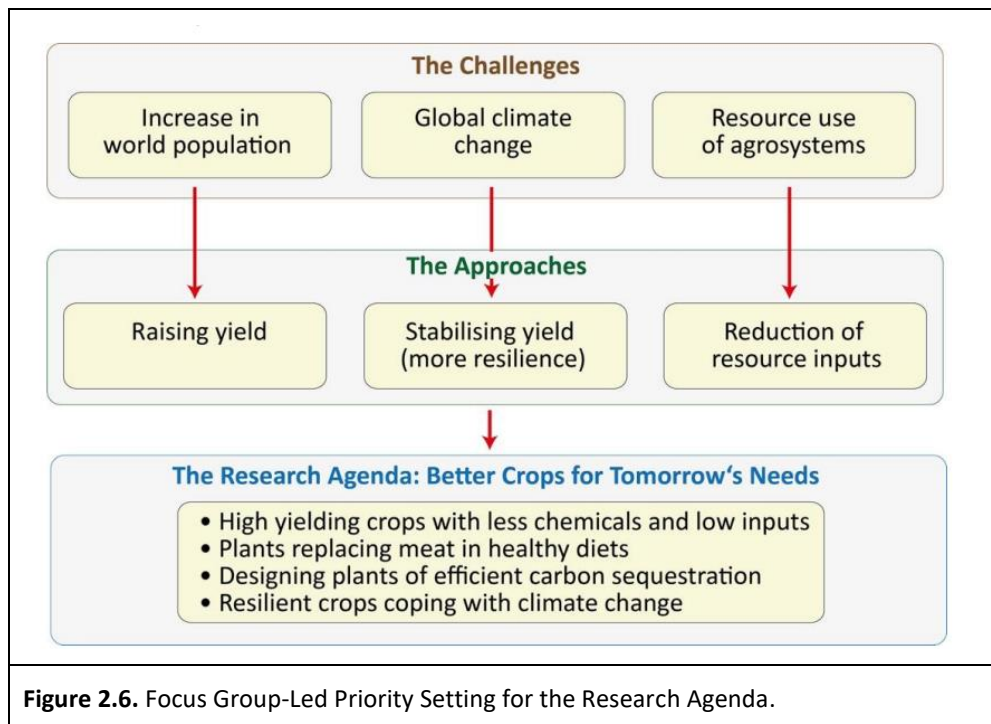 The Challenges
Increase in
world population
Global climate
change
Resource use
of agrosystems
The Approaches
Raising yield
Stabilising yield
(more resilience)
Reduction of
resource inputs
The Research Agenda: Better Crops for Tomorrow‘s Needs
• High yielding crops with less chemicals and low inputs
• Plants replacing meat in healthy diets
• Designing plants of efficient carbon sequestration
• Resilient crops coping with climate change
Figure 2.6. Focus Group-Led Priority Setting for the Research Agenda.